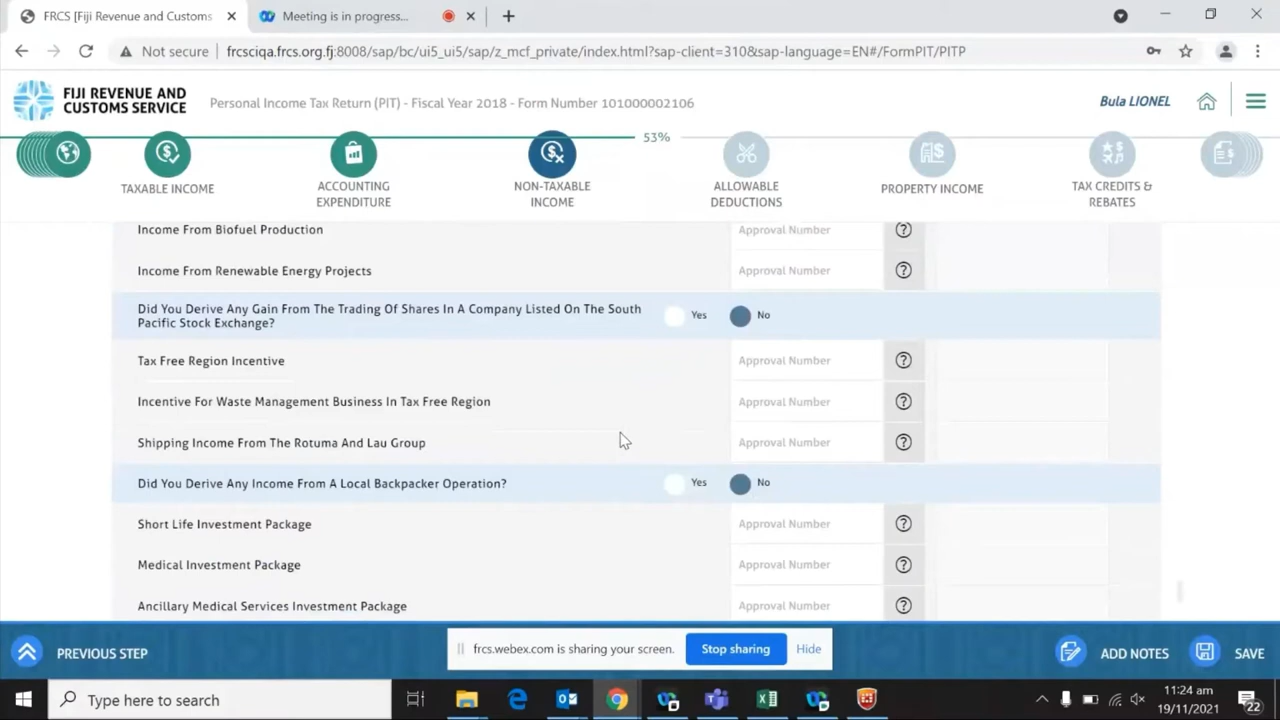 FRCS [Fiji Revenue and Customs
Meeting is in progress...
Not secure
frcsciqa.frcs.org.fj:8008/sap/bc/ui5_ui5/sap/z_mcf_private/index.html?sap-client=310&sap-language=EN#/FormPIT/PITP
FIJI REVENUE AND
CUSTOMS SERVICE
Personal Income Tax Return (PIT) - Fiscal Year 2018 - Form Number 101000002106
Bula LIONEL
53%
TAXABLE INCOME
ACCOUNTING
EXPENDITURE
NON-TAXABLE
INCOME
ALLOWABLE
DEDUCTIONS
PROPERTY INCOME
TAX CREDITS &
REBATES
Income From Biofuel Production
Approval Number
Income From Renewable Energy Projects
Approval Number
Did You Derive Any Gain From The Trading Of Shares In A Company Listed On The South
Pacific Stock Exchange?
Yes
No
Tax Free Region Incentive
Approval Number
Incentive For Waste Management Business In Tax Free Region
Approval Number
Shipping Income From The Rotuma And Lau Group
Approval Number
Did You Derive Any Income From A Local Backpacker Operation?
Yes
No
Short Life Investment Package
Approval Number
Medical Investment Package
Approval Number
Ancillary Medical Services Investment Package
Approval Number
PREVIOUS STEP
frcs.webex.com is sharing your screen.
Stop sharing
Hide
ADD NOTES
SAVE
Type here to search
11:24 am
19/11/2021
22